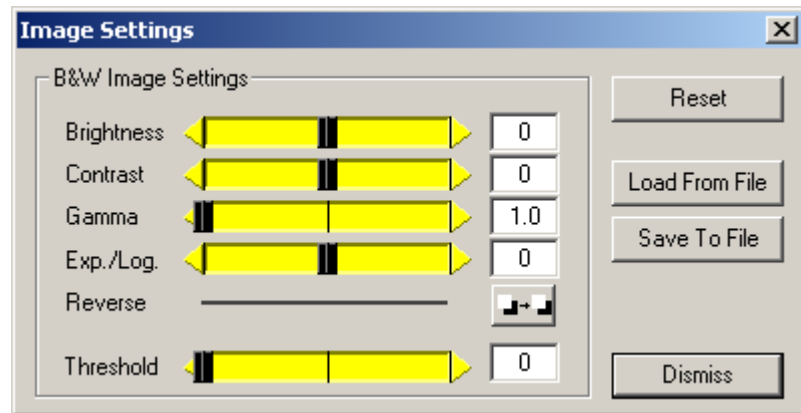 Image Settings
B&W Image Settings
Brightness 0
Contrast 0
Gamma 1.0
Exp./Log. 0
Reverse
Threshold 0
Reset
Load From File
Save To File
Dismiss